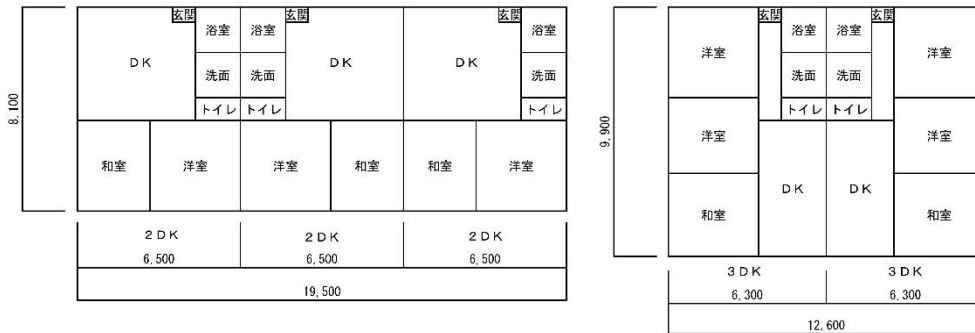 玄関 浴室 浴室 玄関 玄関 浴室
DK 洗面 洗面 DK DK 洗面
トイレ トイレ トイレ
8,100
和室 洋室 洋室 和室 和室 洋室
2DK 2DK 2DK
6,500 6,500 6,500
19,500
玄関 浴室 浴室 玄関
洋室 洗面 洗面 洋室
トイレ トイレ
9,900
洋室 洋室
DK DK
和室 和室
3DK 3DK
6,300 6,300
12,600